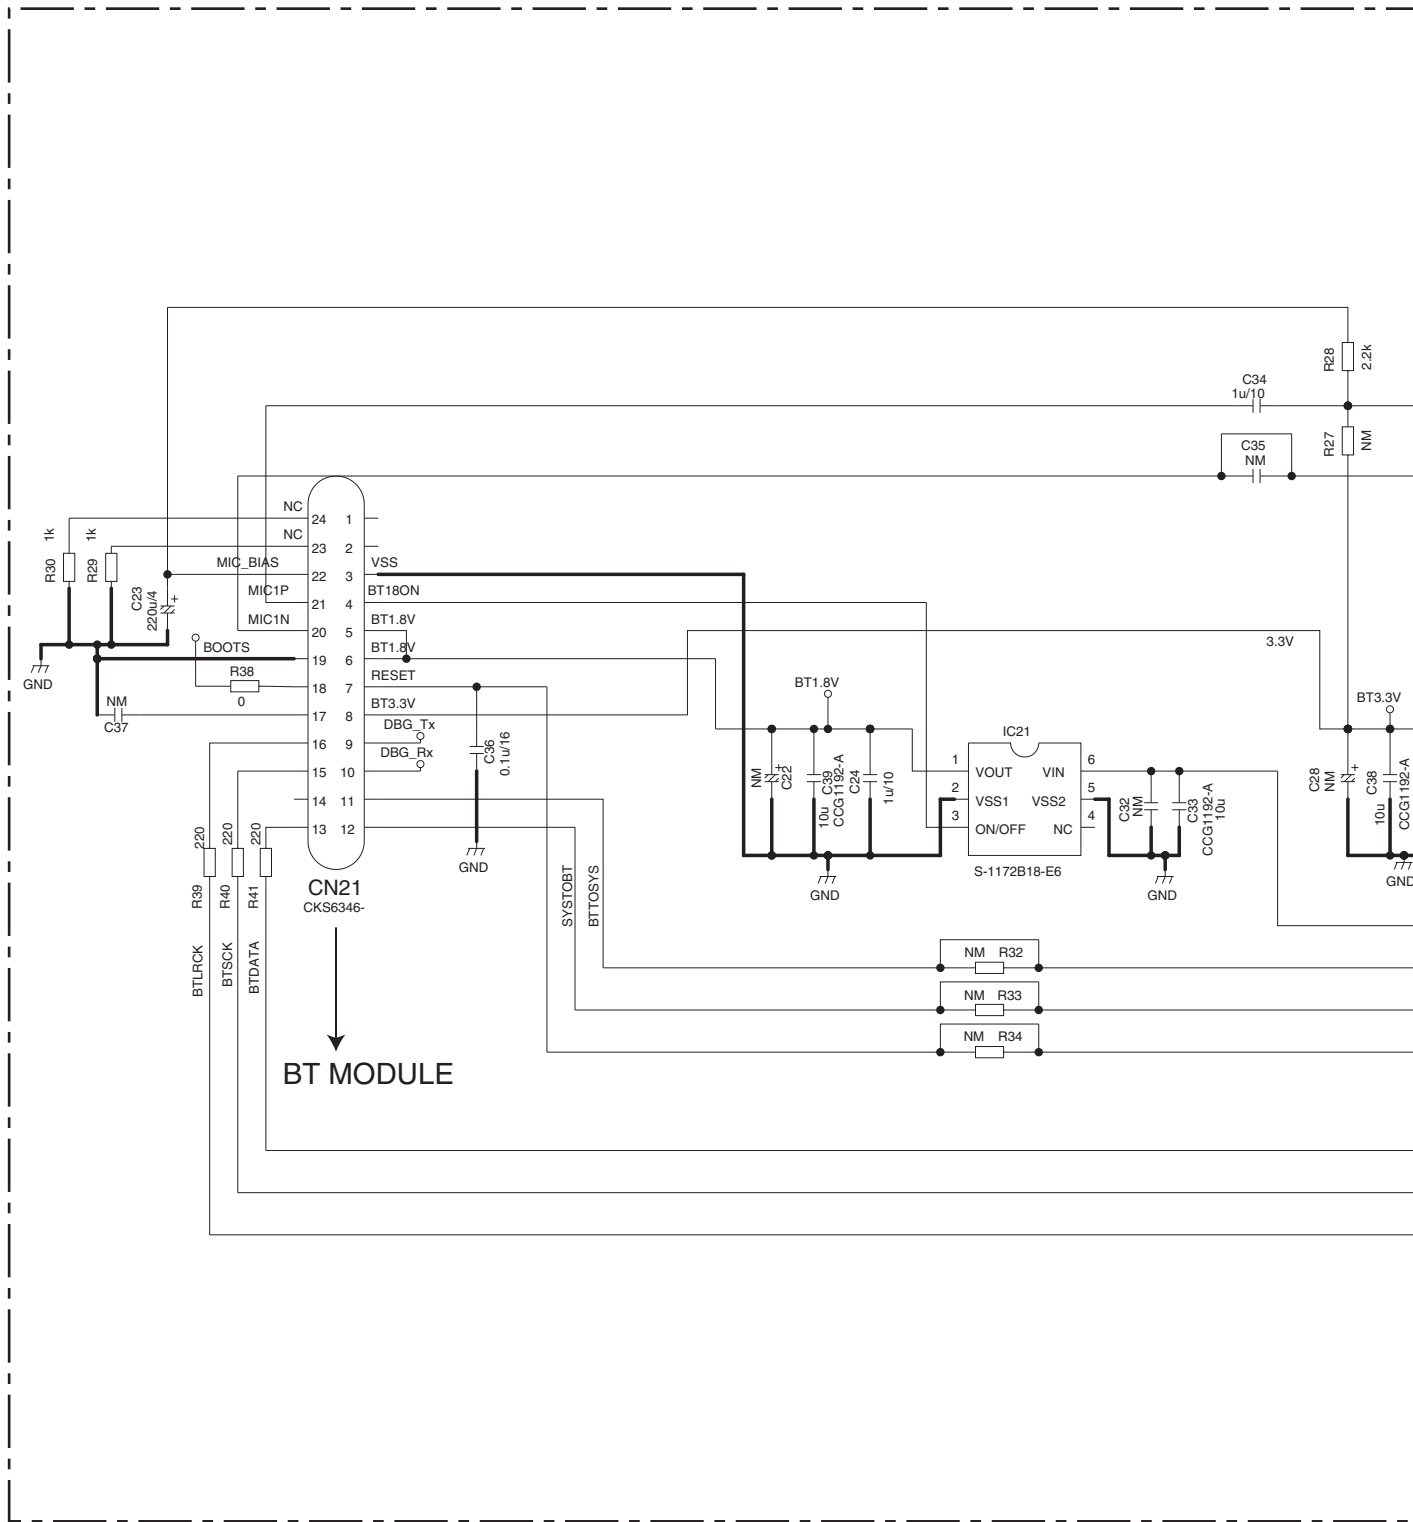 R28
2.2k
C34
1u/10
R27
NM
C35
NM
NC
24 1
1k
1k
NC
23 2
R30
R29
MIC_BIAS
22 3
VSS
C23
220u/4
+
MIC1P
21 4
BT18ON
MIC1N
20 5
BT1.8V
BOOTS
19 6
BT1.8V
3.3V
GND
R38
0
18 7
RESET
NM
C37
17 8
BT3.3V
DBG_Tx
16 9
DBG_Rx
15 10
14 11
13 12
C36
0.1u/16
GND
BT1.8V
NM
+
C22
10u
C39
CCG1192-A
C24
1u/10
IC21
1 VOUT VIN 6
2 VSS1 VSS2 5
3 ON/OFF NC 4
S-1172B18-E6
GND
C32
NM
C33
CCG1192-A
10u
GND
BT3.3V
C28
NM
+
10u
C38
CCG1192-A
GND
220
220
220
R39
R40
R41
CN21
CKS6346-
BTLRCK
BTSCK
BTDATA
SYSTOBT
BTTOSYS
NM R32
NM R33
NM R34
BT MODULE